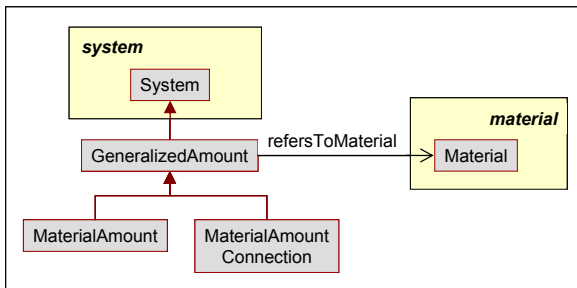 system
System
GeneralizedAmount
refersToMaterial
material
Material
MaterialAmount
MaterialAmount
Connection